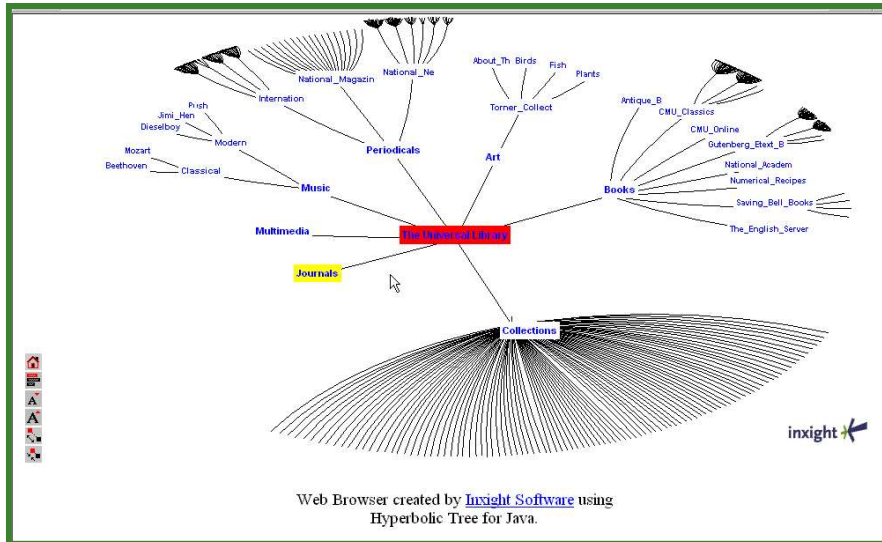 About_Th Birds
Fish
Plants
National_Magazin
National_Ne
Internation
Torner_Collect
Antique_B
CMU_Classics
Jimi_Hen
Dieselboy
Modern
CMU_Online
Gutenberg_Etext_B
Mozart
Beethoven
Classical
Periodicals
Art
National_Academ
Numerical_Recipes
Music
Books
Saving_Bell_Books
Multimedia
The Universal Library
The_English_Server
Journals
Collections
inxight
Web Browser created by Inxight Software using
Hyperbolic Tree for Java.